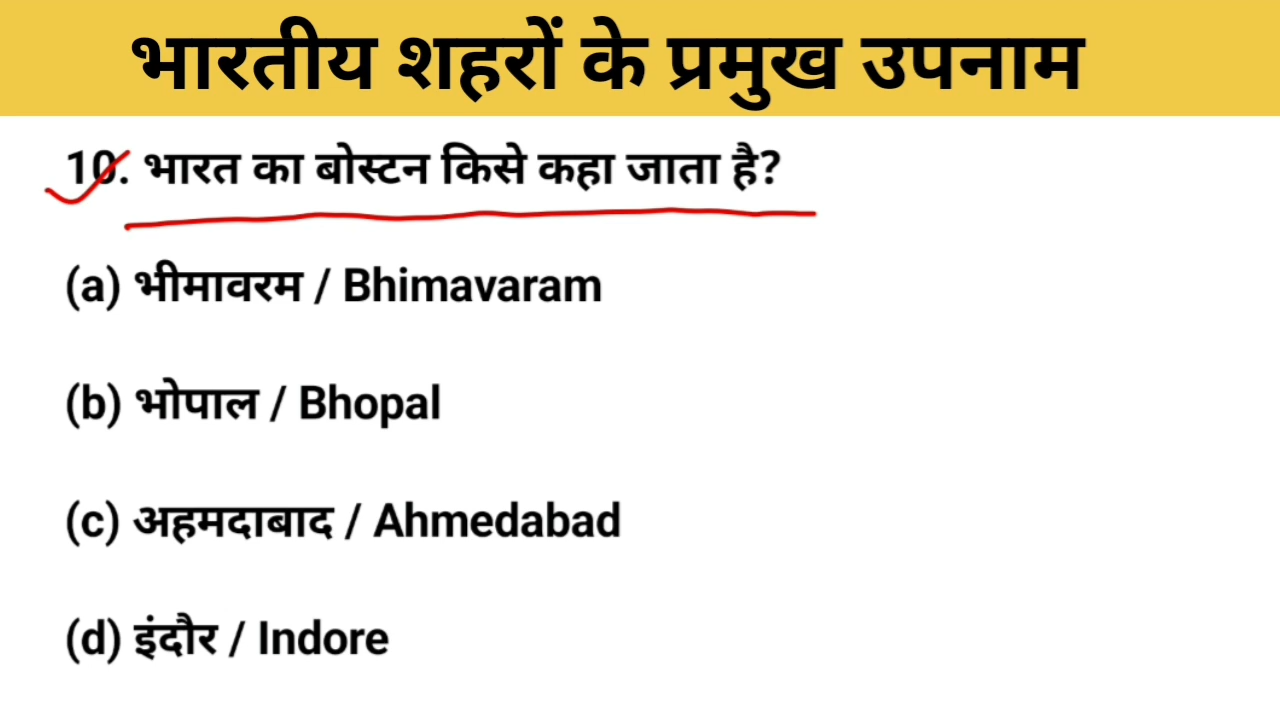 भारतीय शहरों के प्रमुख उपनाम
10. भारत का बोस्टन किसे कहा जाता है?
(a) भीमावरम / Bhimavaram
(b) भोपाल / Bhopal
(c) अहमदाबाद / Ahmedabad
(d) इंदौर / Indore